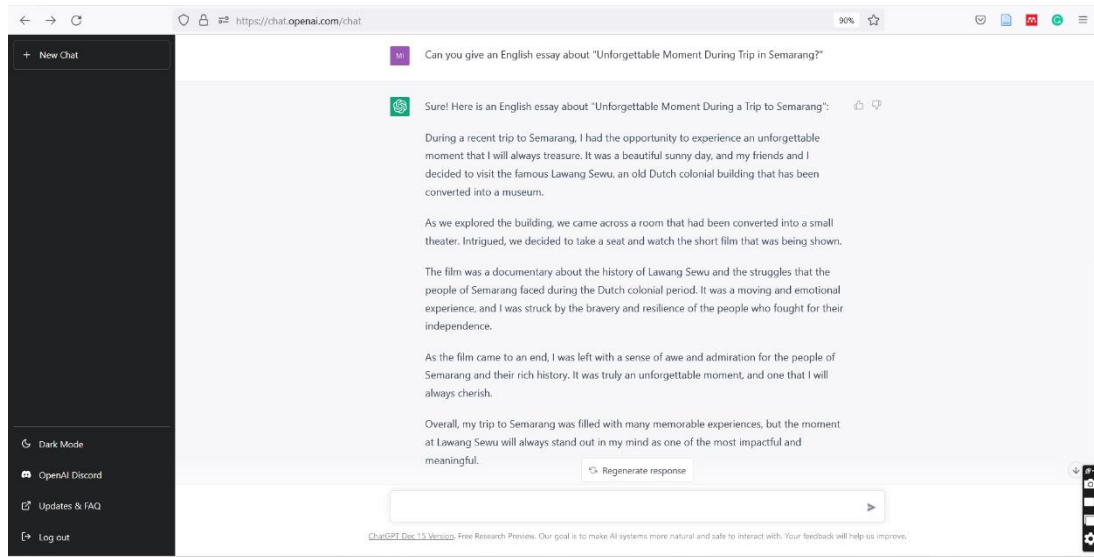 https://chat.openai.com/chat
90%
+ New Chat
MI
Can you give an English essay about "Unforgettable Moment During Trip in Semarang?"
Sure! Here is an English essay about "Unforgettable Moment During a Trip to Semarang":
During a recent trip to Semarang, I had the opportunity to experience an unforgettable
moment that I will always treasure. It was a beautiful sunny day, and my friends and I
decided to visit the famous Lawang Sewu, an old Dutch colonial building that has been
converted into a museum.
As we explored the building, we came across a room that had been converted into a small
theater. Intrigued, we decided to take a seat and watch the short film that was being shown.
The film was a documentary about the history of Lawang Sewu and the struggles that the
people of Semarang faced during the Dutch colonial period. It was a moving and emotional
experience, and I was struck by the bravery and resilience of the people who fought for their
independence.
As the film came to an end, I was left with a sense of awe and admiration for the people of
Semarang and their rich history. It was truly an unforgettable moment, and one that I will
always cherish.
Overall, my trip to Semarang was filled with many memorable experiences, but the moment
at Lawang Sewu will always stand out in my mind as one of the most impactful and
meaningful.
Regenerate response
Dark Mode
OpenAI Discord
Updates & FAQ
Log out
ChatGPT Dec 15 Version. Free Research Preview. Our goal is to make AI systems more natural and safe to interact with. Your feedback will help us improve.